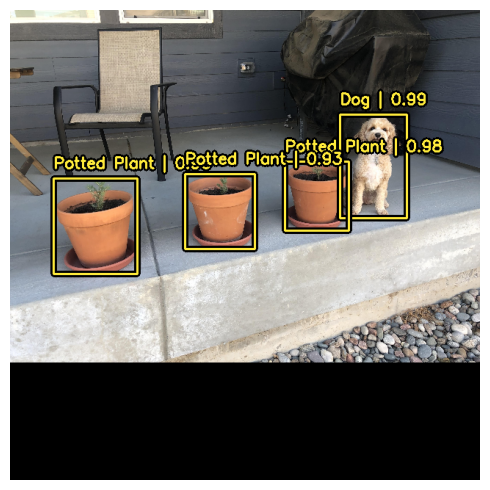 Dog | 0.99
Potted Plant | 0.98
Potted Plant | 0.93
Potted Plant |